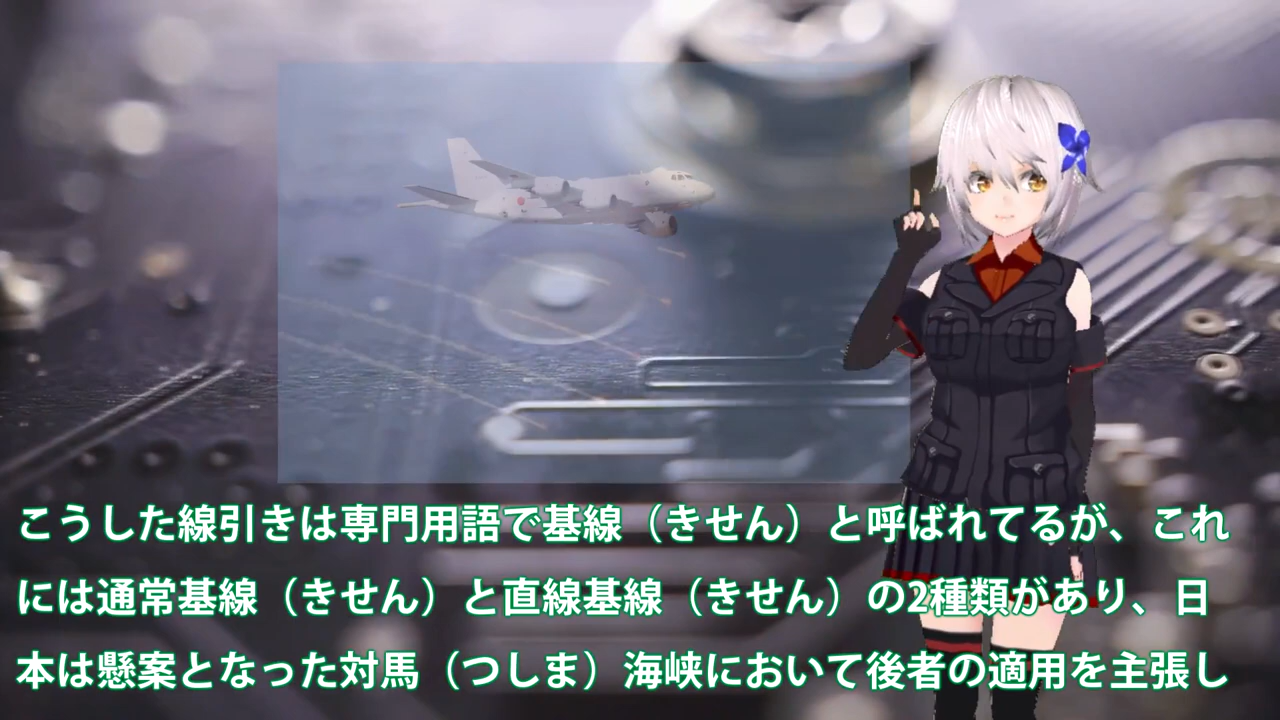 こうした線引きは専門用語で基線（きせん）と呼ばれてるが、これ
には通常基線（きせん）と直線基線（きせん）の2種類があり、日
本は懸案となった対馬（つしま）海峡において後者の適用を主張し